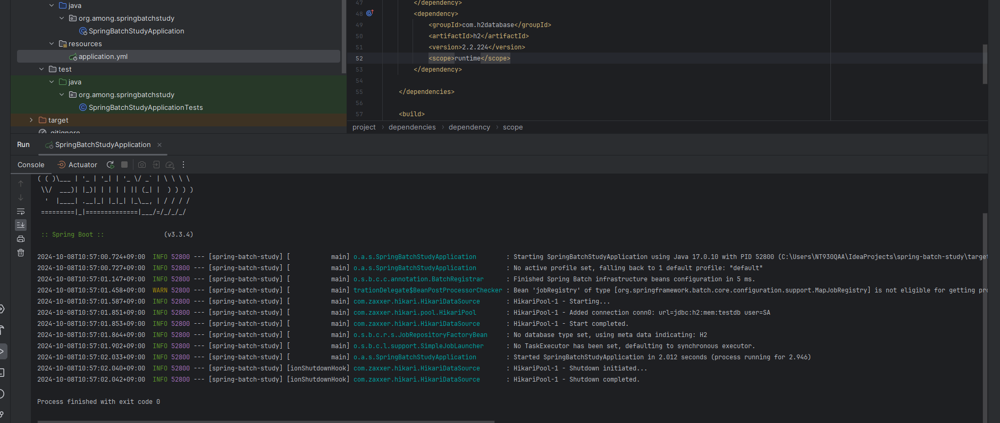 java
org.among.springbatchstudy
SpringBatchStudyApplication
resources
application.yml
test
java
org.among.springbatchstudy
SpringBatchStudyApplicationTests
target
.gitignore
47 </dependency>
48 <dependency>
49 <groupId>com.h2database</groupId>
50 <artifactId>h2</artifactId>
51 <version>2.2.224</version>
52 <scope>runtime</scope>
53 </dependency>
54
55 </dependencies>
56
57 <build>
project > dependencies > dependency > scope
Run SpringBatchStudyApplication ×
Console Actuator
( ( )\___ | '_ | '_| | '_ \/ _` | \ \ \ \
 \\/  ___)| |_)| | | | | || (_| |  ) ) ) )
  '  |____| .__|_| |_|_| |_\__, | / / / /
 =========|_|==============|___/=/_/_/_/
 :: Spring Boot ::                (v3.3.4)
2024-10-08T10:57:00.724+09:00  INFO 52800 --- [spring-batch-study] [           main] o.a.s.SpringBatchStudyApplication        : Starting SpringBatchStudyApplication using Java 17.0.10 with PID 52800 (C:\Users\NT930QAA\IdeaProjects\spring-batch-study\target
2024-10-08T10:57:00.727+09:00  INFO 52800 --- [spring-batch-study] [           main] o.a.s.SpringBatchStudyApplication        : No active profile set, falling back to 1 default profile: "default"
2024-10-08T10:57:01.147+09:00  INFO 52800 --- [spring-batch-study] [           main] o.s.b.c.c.annotation.BatchRegistrar      : Finished Spring Batch infrastructure beans configuration in 5 ms.
2024-10-08T10:57:01.458+09:00  WARN 52800 --- [spring-batch-study] [           main] trationDelegate$BeanPostProcessorChecker : Bean 'jobRegistry' of type [org.springframework.batch.core.configuration.support.MapJobRegistry] is not eligible for getting pro
2024-10-08T10:57:01.587+09:00  INFO 52800 --- [spring-batch-study] [           main] com.zaxxer.hikari.HikariDataSource       : HikariPool-1 - Starting...
2024-10-08T10:57:01.851+09:00  INFO 52800 --- [spring-batch-study] [           main] com.zaxxer.hikari.pool.HikariPool        : HikariPool-1 - Added connection conn0: url=jdbc:h2:mem:testdb user=SA
2024-10-08T10:57:01.853+09:00  INFO 52800 --- [spring-batch-study] [           main] com.zaxxer.hikari.HikariDataSource       : HikariPool-1 - Start completed.
2024-10-08T10:57:01.864+09:00  INFO 52800 --- [spring-batch-study] [           main] o.s.b.c.r.s.JobRepositoryFactoryBean     : No database type set, using meta data indicating: H2
2024-10-08T10:57:01.902+09:00  INFO 52800 --- [spring-batch-study] [           main] o.s.b.c.l.support.SimpleJobLauncher      : No TaskExecutor has been set, defaulting to synchronous executor.
2024-10-08T10:57:02.033+09:00  INFO 52800 --- [spring-batch-study] [           main] o.a.s.SpringBatchStudyApplication        : Started SpringBatchStudyApplication in 2.012 seconds (process running for 2.946)
2024-10-08T10:57:02.040+09:00  INFO 52800 --- [spring-batch-study] [ionShutdownHook] com.zaxxer.hikari.HikariDataSource       : HikariPool-1 - Shutdown initiated...
2024-10-08T10:57:02.042+09:00  INFO 52800 --- [spring-batch-study] [ionShutdownHook] com.zaxxer.hikari.HikariDataSource       : HikariPool-1 - Shutdown completed.
Process finished with exit code 0